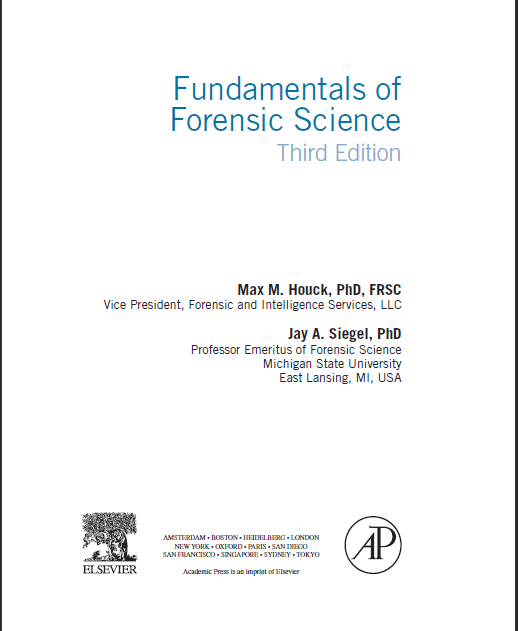 Fundamentals of
Forensic Science
Third Edition
Max M. Houck, PhD, FRSC
Vice President, Forensic and Intelligence Services, LLC
Jay A. Siegel, PhD
Professor Emeritus of Forensic Science
Michigan State University
East Lansing, MI, USA
ELSEVIER
AMSTERDAM • BOSTON • HEIDELBERG • LONDON
NEW YORK • OXFORD • PARIS • SAN DIEGO
SAN FRANCISCO • SINGAPORE • SYDNEY • TOKYO
Academic Press is an imprint of Elsevier
AP